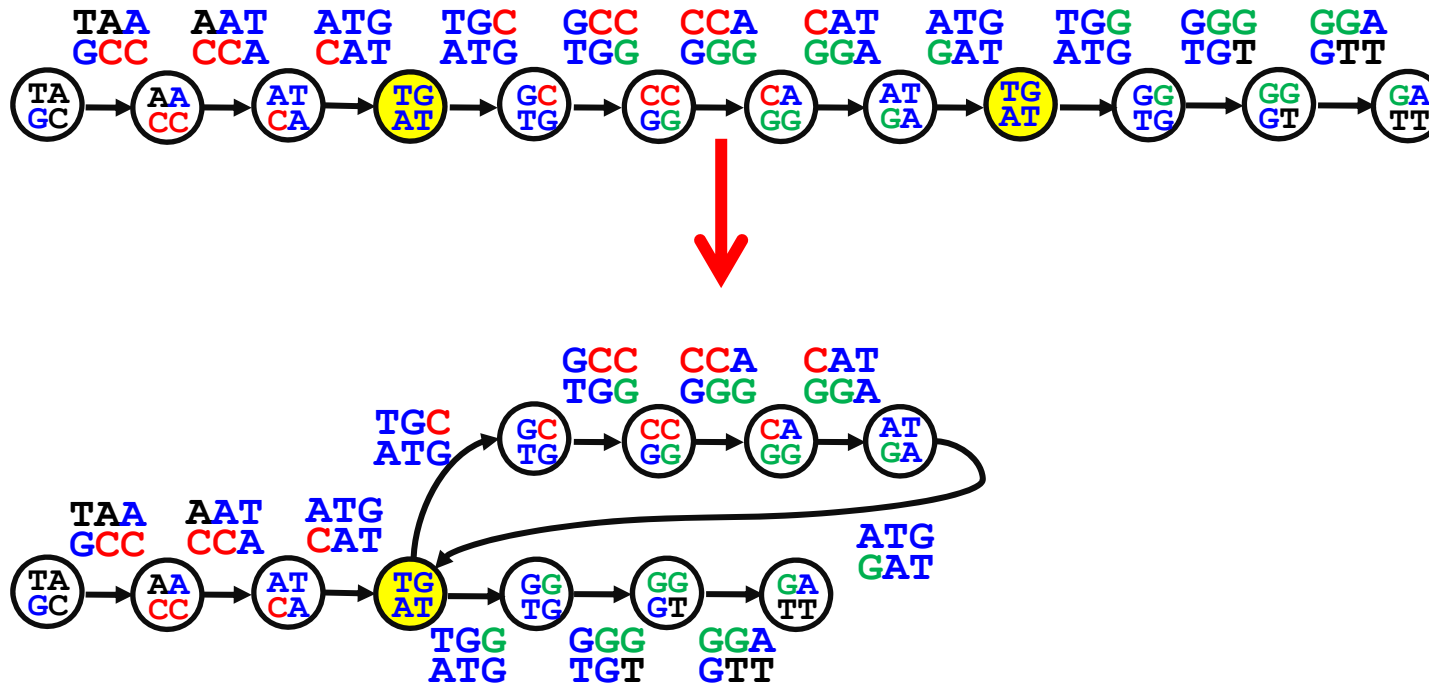 TAA AAT ATG TGC GCC CCA CAT ATG TGG GGG GGA
GCC CCA CAT ATG TGG GGG GGA GAT ATG TGT GTT
TA AA AT TG GC CC CA AT TG GG GG GA
GC CC CA AT TG GG GG GA AT TG GT TT
GCC CCA CAT
TGG GGG GGA
TGC
ATG
GC CC CA AT
TG GG GG GA
TAA AAT ATG
GCC CCA CAT
ATG
GAT
TA AA AT TG GG GG GA
GC CC CA AT TG GT TT
TGG GGG GGA
ATG TGT GTT